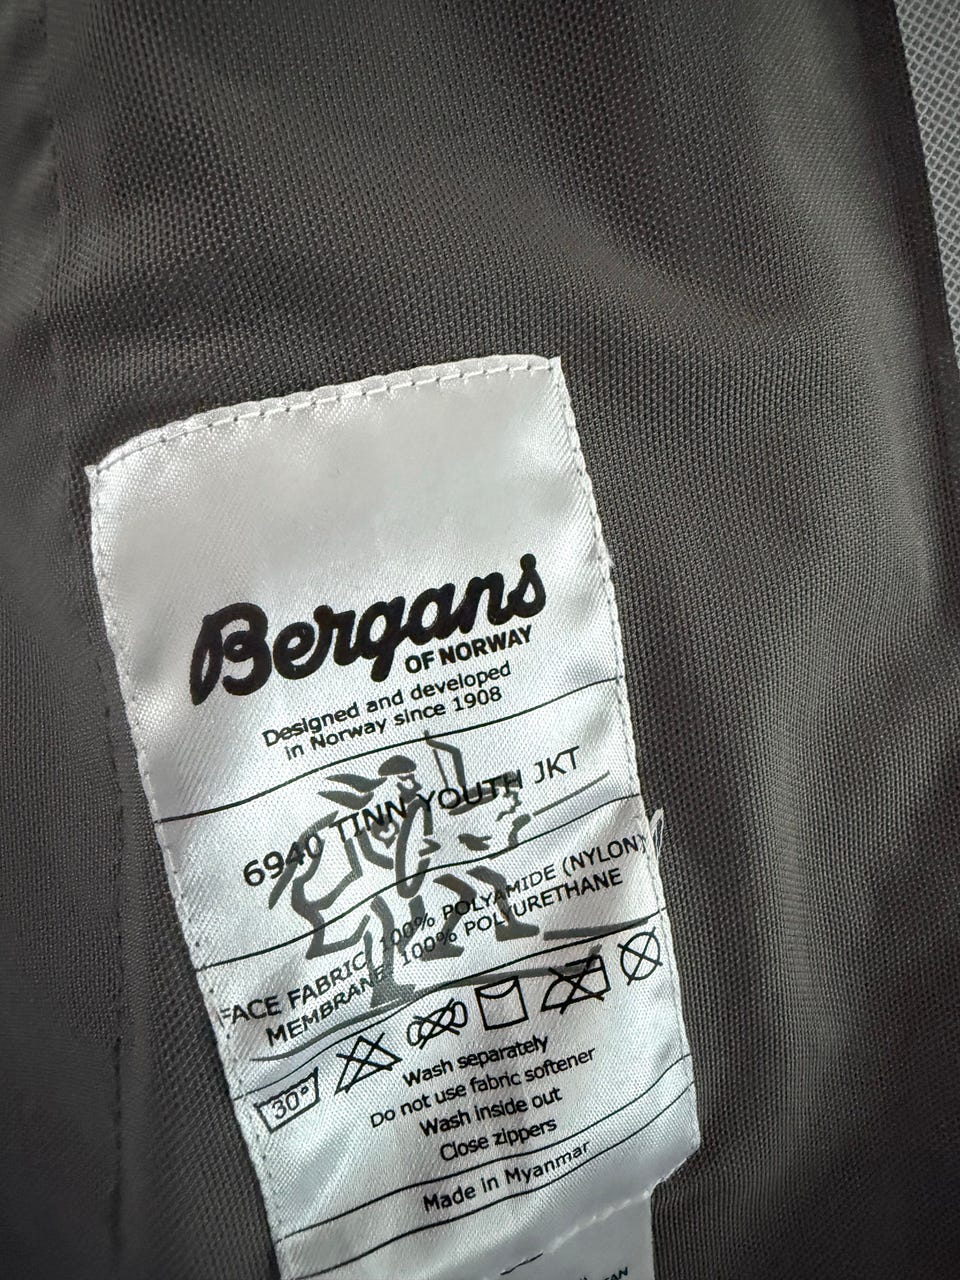 Bergans
OF NORWAY
Designed and developed
in Norway since 1908
6940 TINN YOUTH JKT
FACE FABRIC: 100% POLYAMIDE (NYLON)
MEMBRANE: 100% POLYURETHANE
30°
Wash separately
Do not use fabric softener
Wash inside out
Close zippers
Made in Myanmar